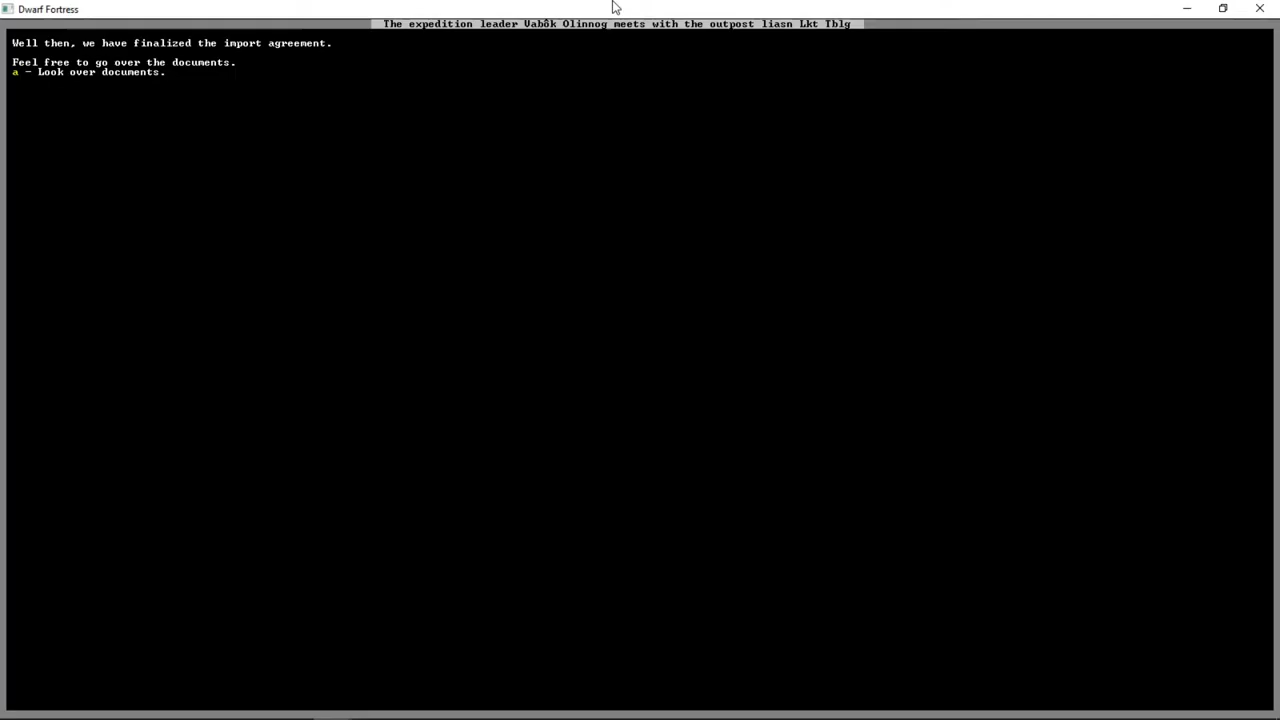 Dwarf Fortress
The expedition leader Vabôk Olinnog meets with the outpost liasn Lkt Tblg
Well then, we have finalized the import agreement.
Feel free to go over the documents.
a - Look over documents.